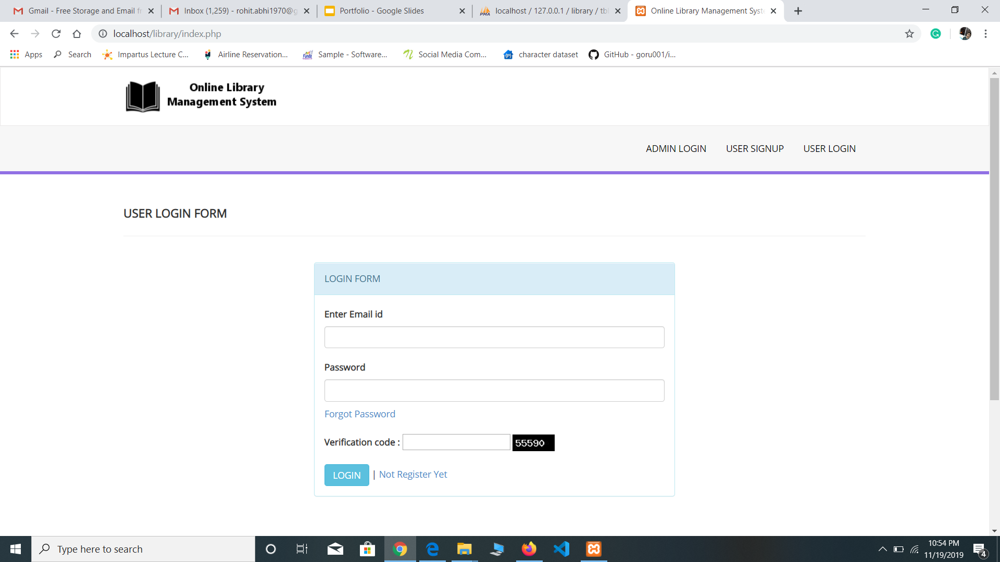 Gmail - Free Storage and Email f
Inbox (1,259) - rohit.abhi1970@g
Portfolio - Google Slides
localhost / 127.0.0.1 / library / tbl
Online Library Management Syst
localhost/library/index.php
Apps
Search
Impartus Lecture C...
Airline Reservation...
Sample - Software...
Social Media Com...
character dataset
GitHub - goru001/i...
Online Library
Management System
ADMIN LOGIN USER SIGNUP USER LOGIN
USER LOGIN FORM
LOGIN FORM
Enter Email id
Password
Forgot Password
Verification code : 55590
LOGIN | Not Register Yet
Type here to search
10:54 PM
11/19/2019
4